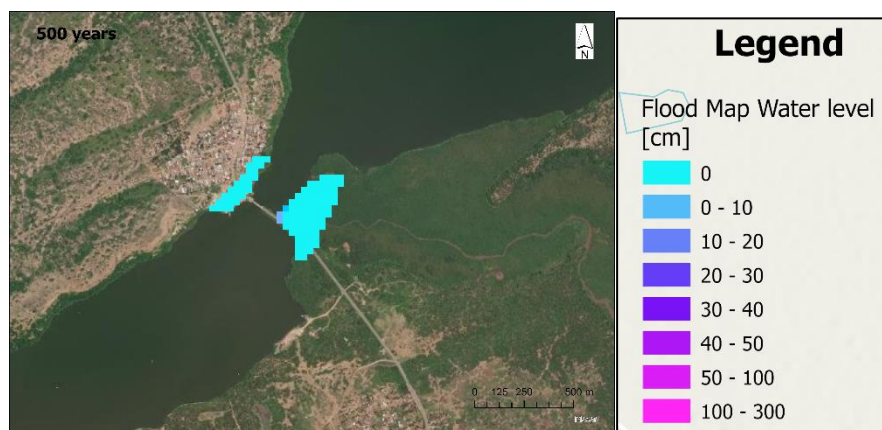 500 years
N
0 125 250 500 m
Legend
Flood Map Water level
[cm]
0
0 - 10
10 - 20
20 - 30
30 - 40
40 - 50
50 - 100
100 - 300